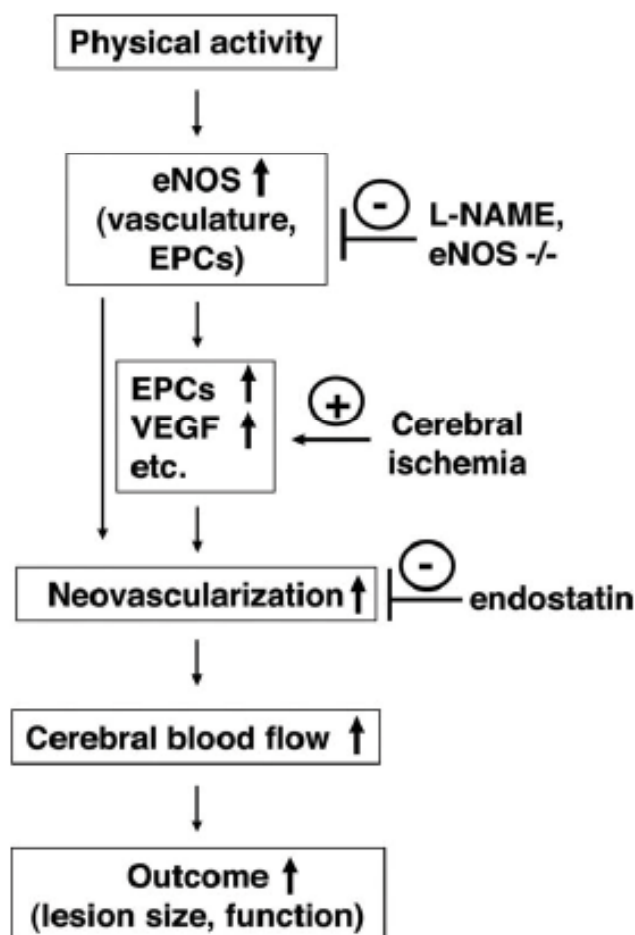 Physical activity
eNOS ↑
(vasculature,
EPCs)
-
L-NAME,
eNOS -/-
EPCs ↑
VEGF ↑
etc.
+
Cerebral
ischemia
Neovascularization ↑
-
endostatin
Cerebral blood flow ↑
Outcome ↑
(lesion size, function)